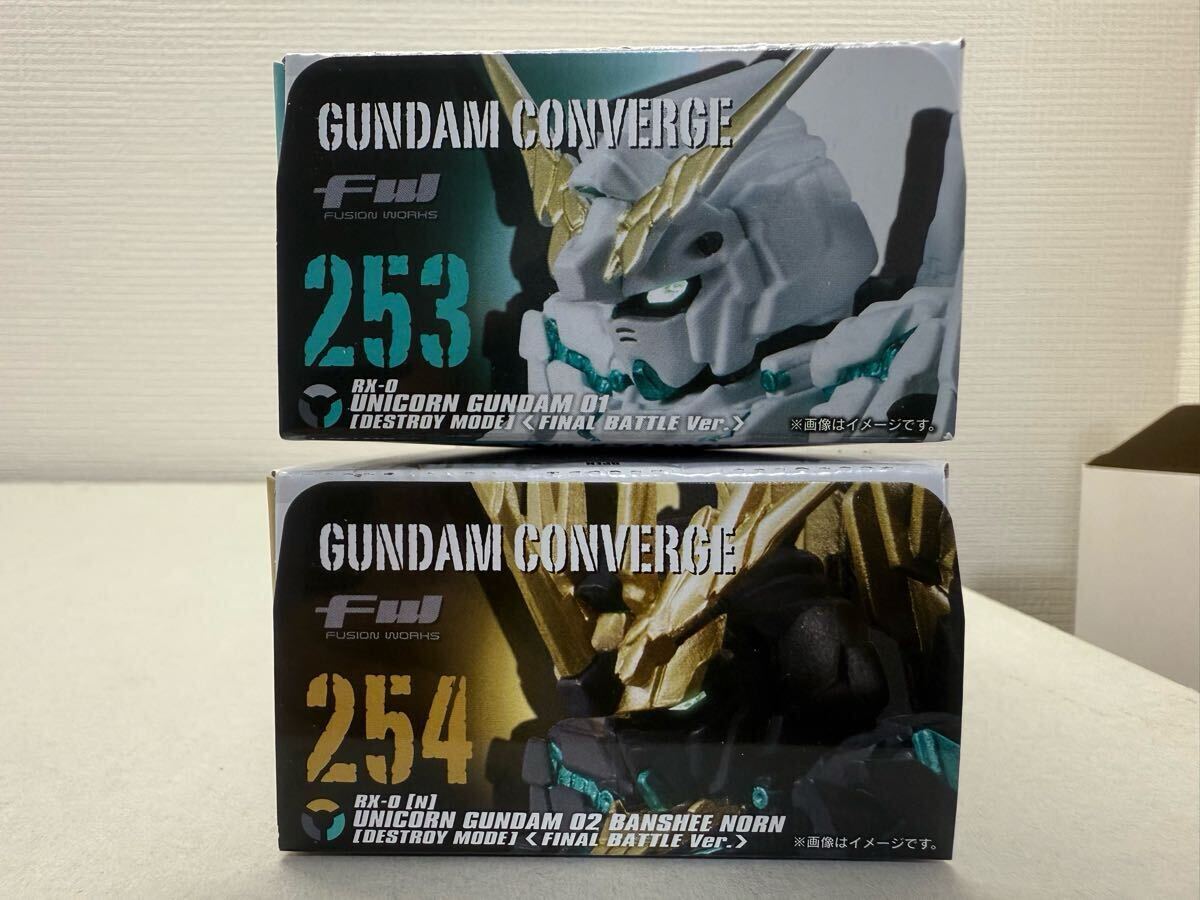 GUNDAM CONVERGE
FW
FUSION WORKS
253
RX-0
UNICORN GUNDAM 01
[DESTROY MODE] <FINAL BATTLE Ver.>
※画像はイメージです。
OPEN
GUNDAM CONVERGE
FW
FUSION WORKS
254
RX-0 [N]
UNICORN GUNDAM 02 BANSHEE NORN
[DESTROY MODE] <FINAL BATTLE Ver.>
※画像はイメージです。